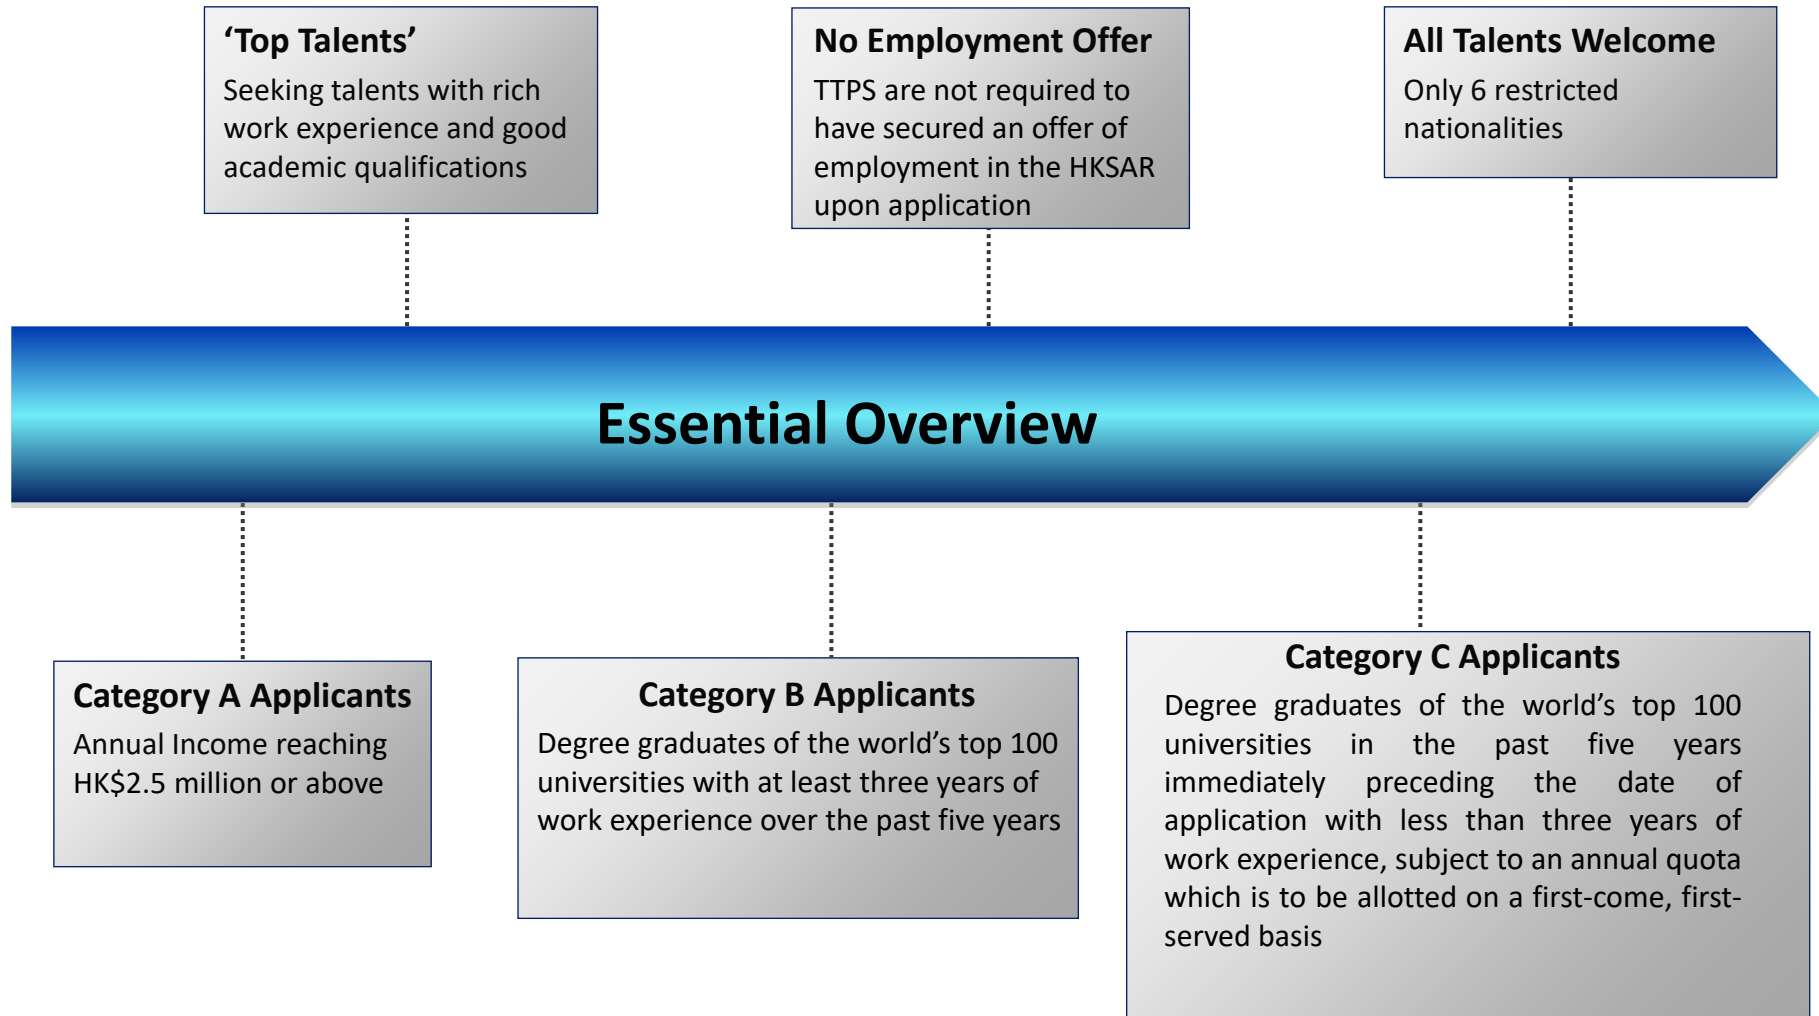 ‘Top Talents’
Seeking talents with rich
work experience and good
academic qualifications
No Employment Offer
TTPS are not required to
have secured an offer of
employment in the HKSAR
upon application
All Talents Welcome
Only 6 restricted
nationalities
Essential Overview
Category A Applicants
Annual Income reaching
HK$2.5 million or above
Category B Applicants
Degree graduates of the world’s top 100
universities with at least three years of
work experience over the past five years
Category C Applicants
Degree graduates of the world’s top 100
universities in the past five years
immediately preceding the date of
application with less than three years of
work experience, subject to an annual quota
which is to be allotted on a first-come, first-
served basis